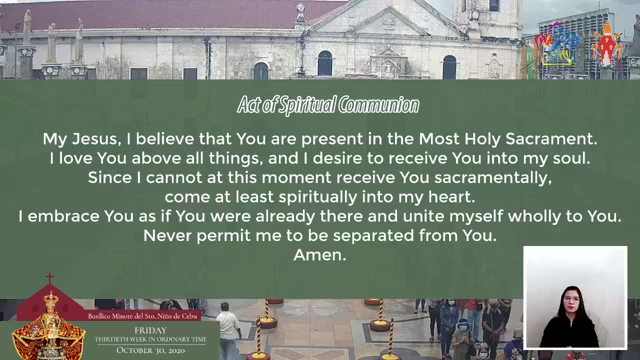 Act of Spiritual Communion
My Jesus, I believe that You are present in the Most Holy Sacrament.
I love You above all things, and I desire to receive You into my soul.
Since I cannot at this moment receive You sacramentally,
come at least spiritually into my heart.
I embrace You as if You were already there and unite myself wholly to You.
Never permit me to be separated from You.
Amen.
Basilica Minore del Sto. Niño de Cebu
FRIDAY
THIRTIETH WEEK IN ORDINARY TIME
OCTOBER 30, 2020